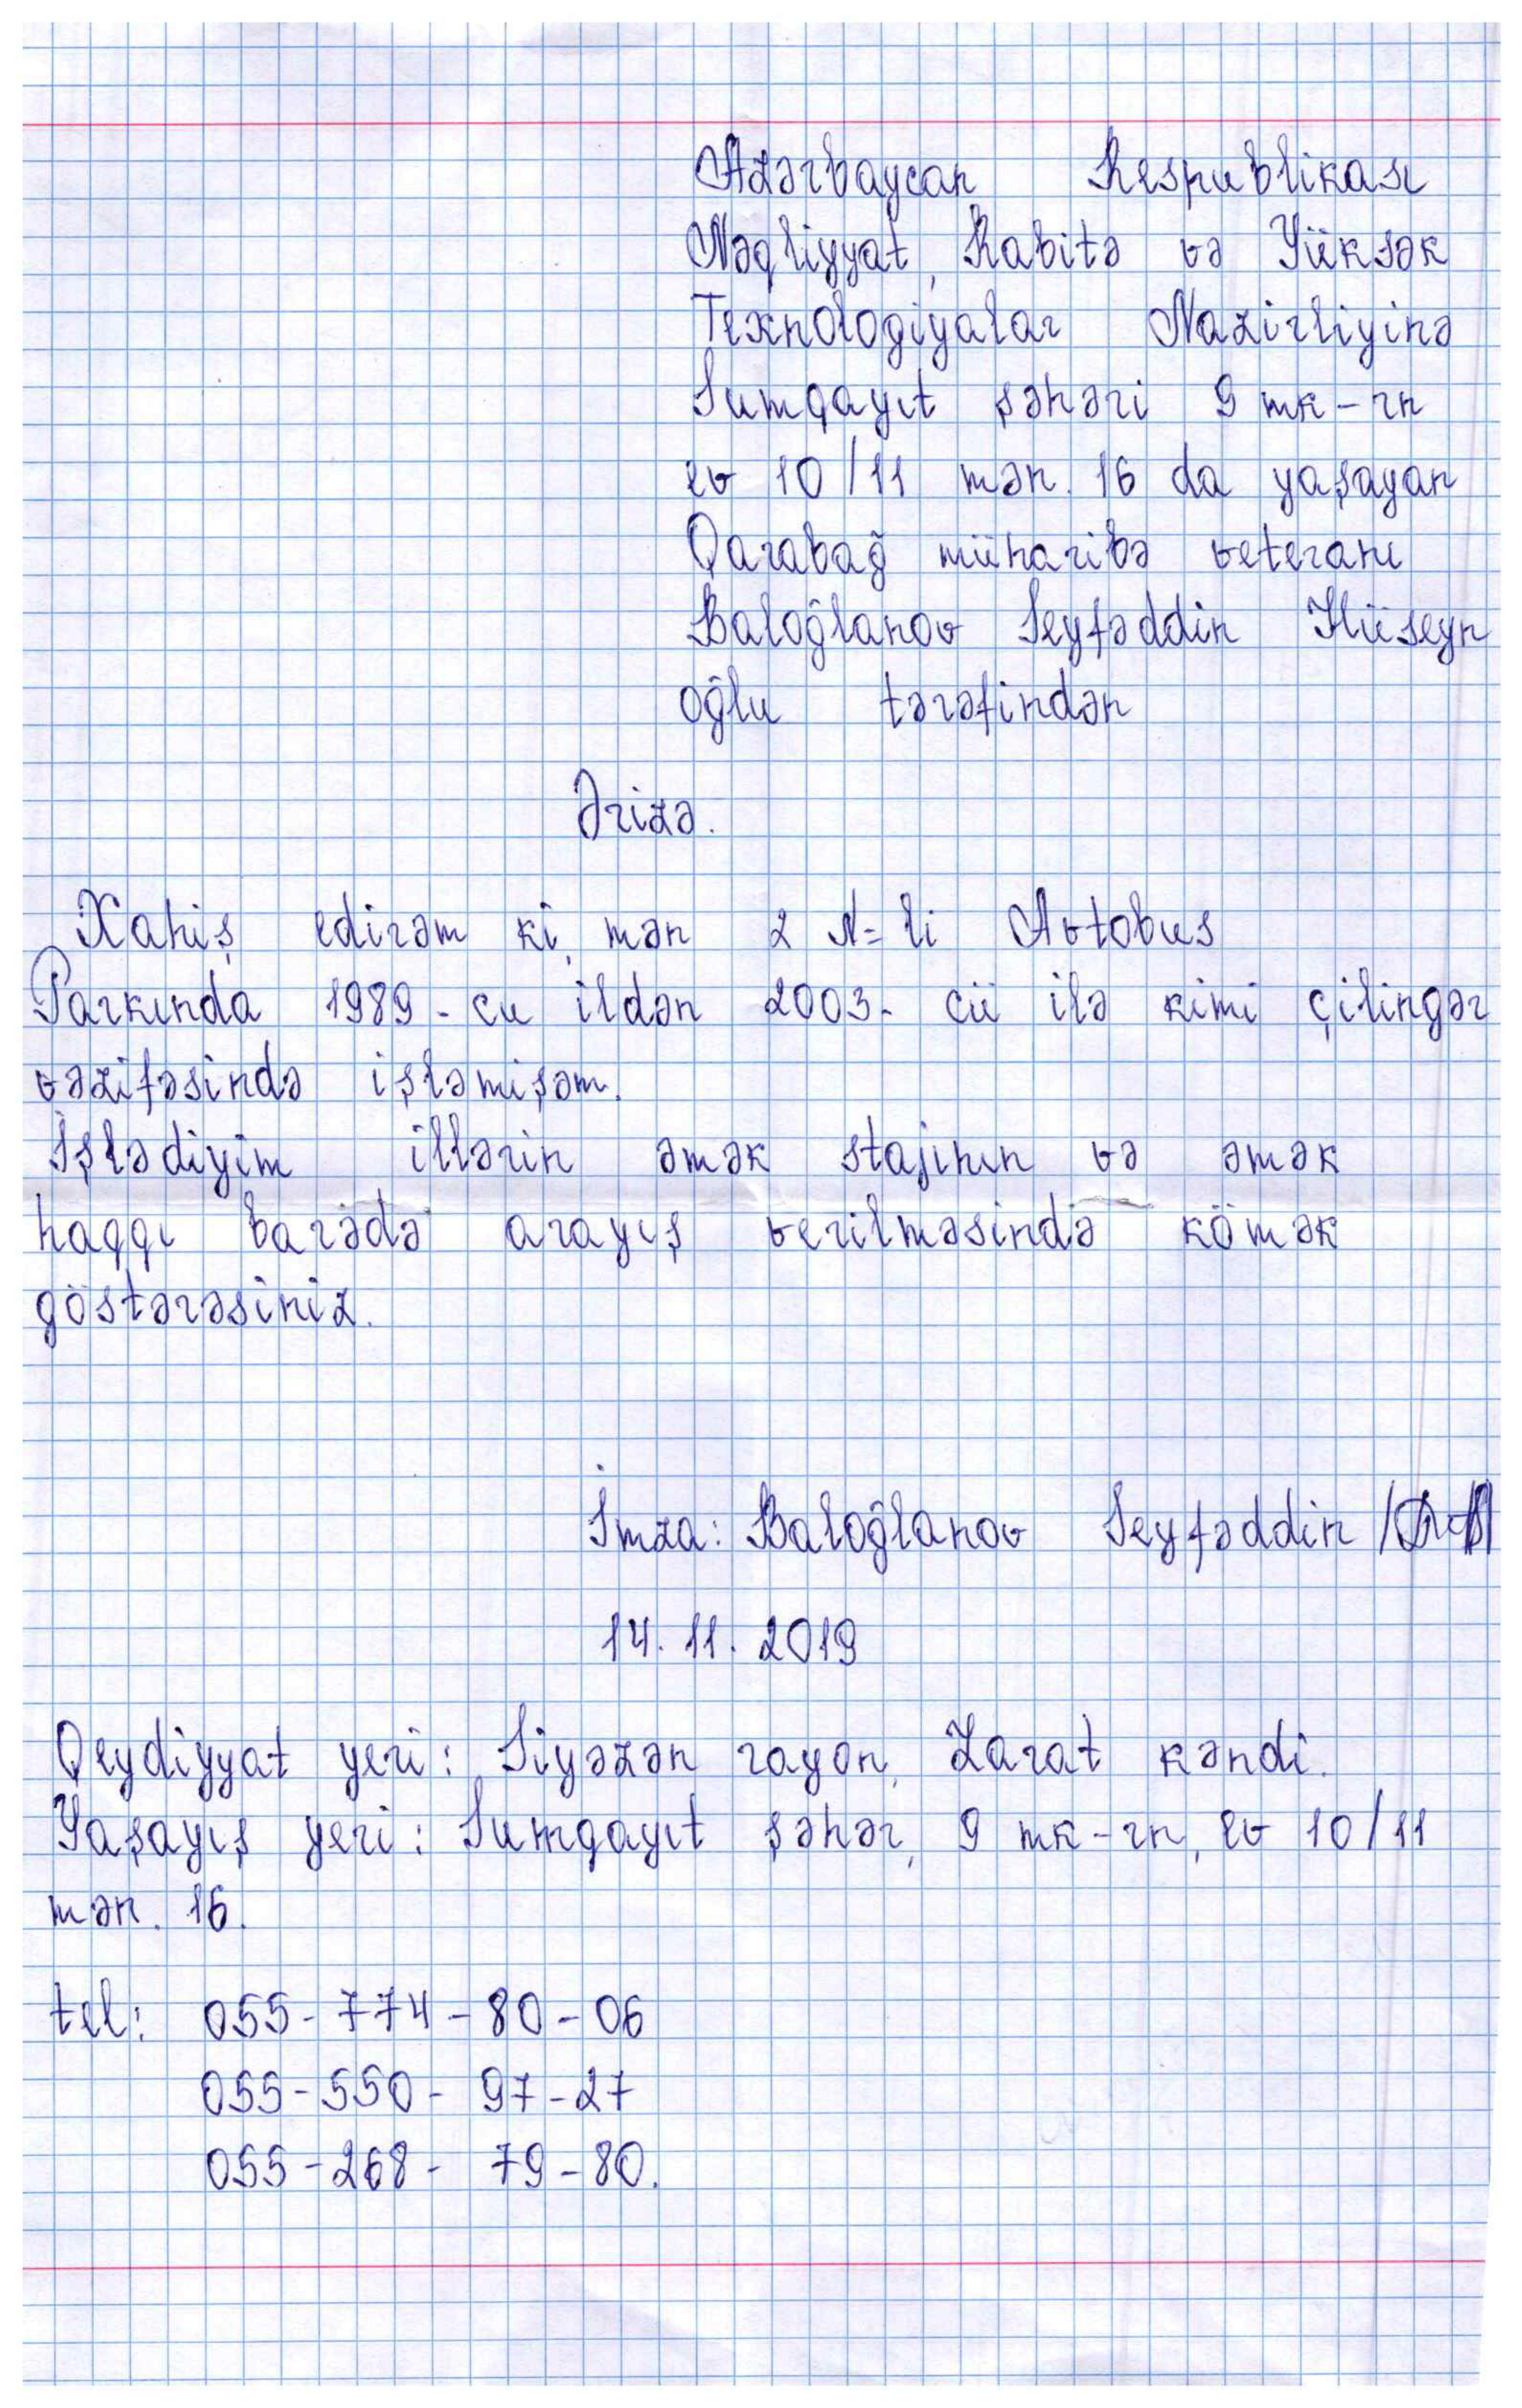 Azərbaycan Respublikası
Nəqliyyat, Rabitə və Yüksək
Texnologiyalar Nazirliyinə
Sumqayıt şəhəri 9 mk-rn
ev 10/11 mən. 16 da yaşayan
Qarabağ müharibə veteranı
Baloğlanov Seyfəddin Hüseyn
oğlu tərəfindən
Ərizə.
Xahiş edirəm ki, mən 2 N= li Avtobus
Parkında 1989-cu ildən 2003-cü ilə kimi çilingər
vəzifəsində işləmişəm.
İşlədiyim illərin əmək stajının və əmək
haqqı barədə arayış verilməsində kömək
göstərəsiniz.
İmza: Baloğlanov Seyfəddin
14.11.2019
Qeydiyyat yeri: Siyəzən rayon, Zarat kəndi.
Yaşayış yeri: Sumqayıt şəhər, 9 mk-rn, ev 10/11
mən. 16.
tel: 055-774-80-06
055-550-97-27
055-268-79-80.